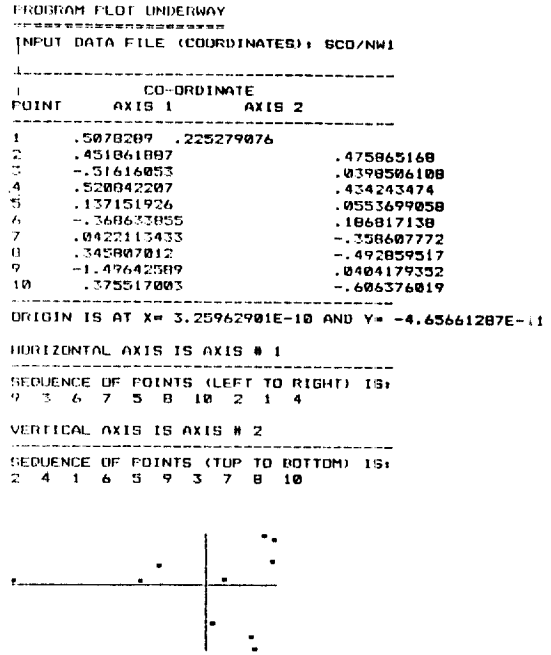 PROGRAM PLOT UNDERWAY
=======================
INPUT DATA FILE (COORDINATES): SCO/NW1
CO-ORDINATE
POINT AXIS 1 AXIS 2
1 .5078289 .225279076
2 .451861887 .475865168
3 -.51616053 .0398506108
4 .520842207 .434243474
5 .137151926 .0553699058
6 -.368633855 .186817138
7 .0422113433 -.358607772
8 .345807012 -.492859517
9 -1.49642589 .0404179352
10 .375517003 -.606376019
ORIGIN IS AT X= 3.25962901E-10 AND Y= -4.65661287E-11
HORIZONTAL AXIS IS AXIS # 1
SEQUENCE OF POINTS (LEFT TO RIGHT) IS:
9 3 6 7 5 8 10 2 1 4
VERTICAL AXIS IS AXIS # 2
SEQUENCE OF POINTS (TOP TO BOTTOM) IS:
2 4 1 6 5 9 3 7 8 10